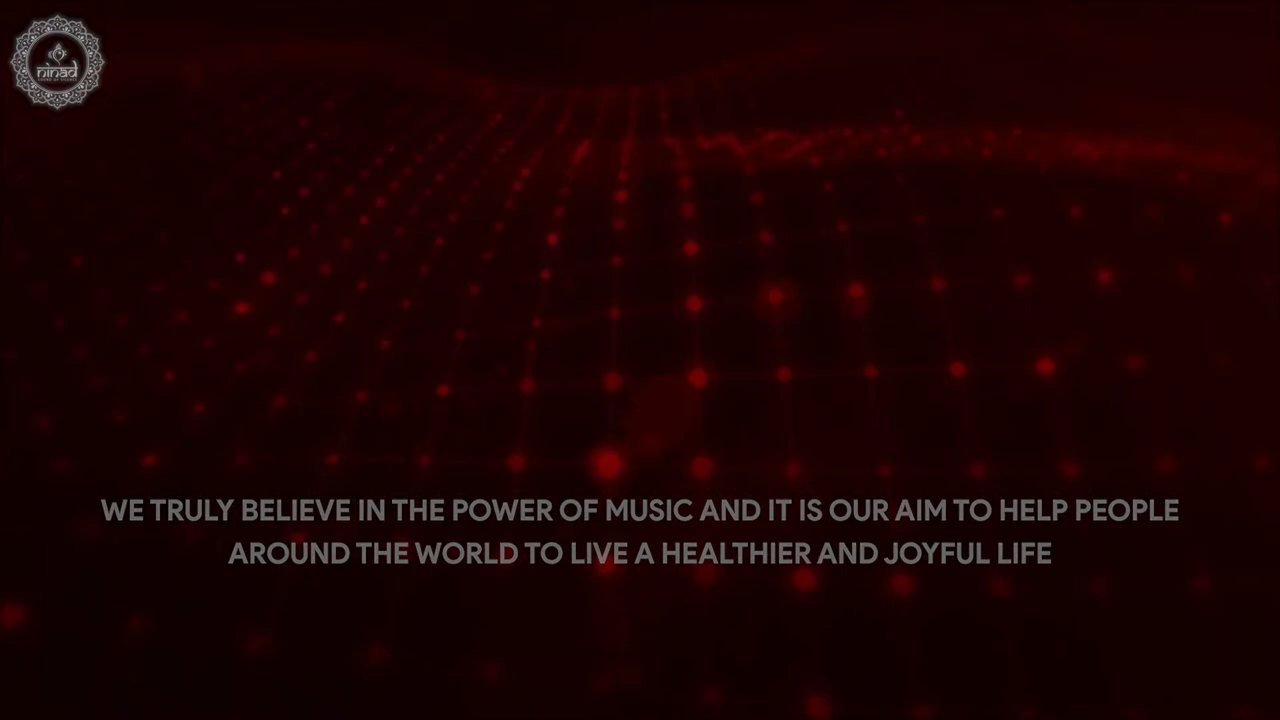 ninad
WE TRULY BELIEVE IN THE POWER OF MUSIC AND IT IS OUR AIM TO HELP PEOPLE
AROUND THE WORLD TO LIVE A HEALTHIER AND JOYFUL LIFE